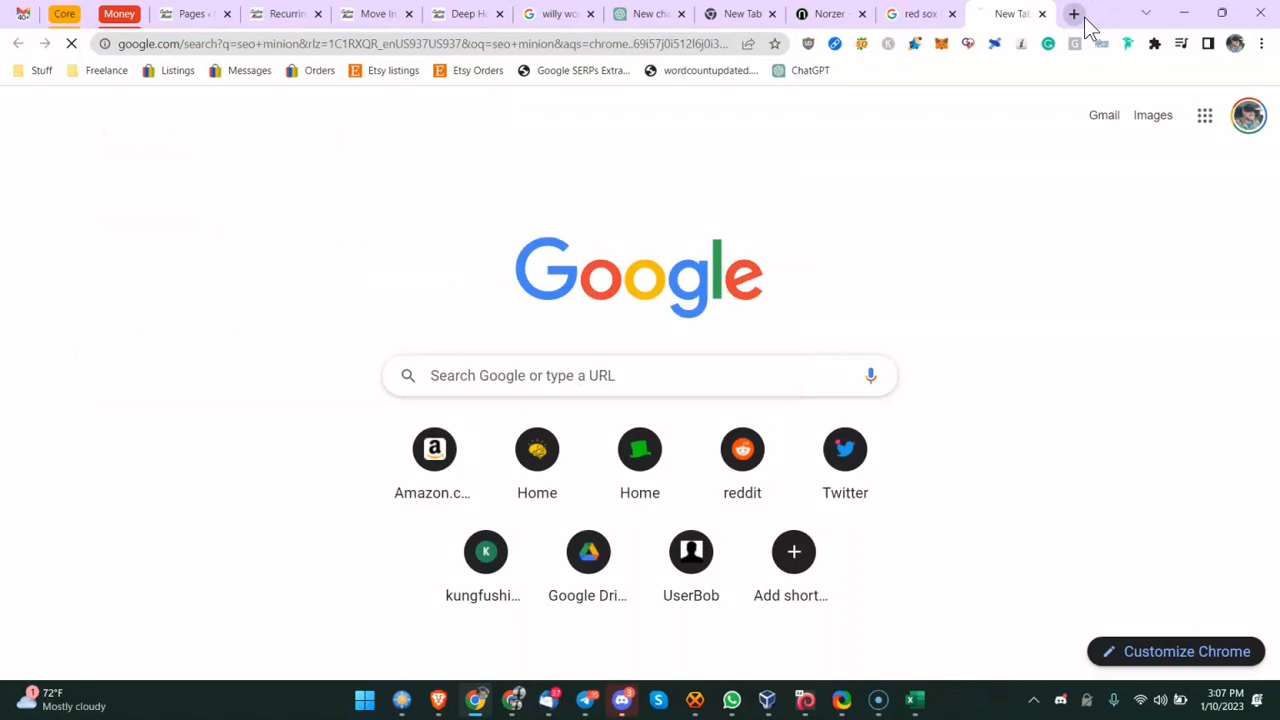 40+ Core Money Pages ‹ Recurrin Move In Deep in willy wo New cha New Tab Norzer red sox New Tab
google.com/search?q=seo+minion&rlz=1C1RXQR_enUS937US937&oq=seo+minion&aqs=chrome..69i57j0i512l6j0i3...
Stuff Freelance Listings Messages Orders Etsy listings Etsy Orders Google SERPs Extra... wordcountupdated.... ChatGPT
Gmail Images
Google
Search Google or type a URL
Amazon.c... Home Home reddit Twitter
kungfushi... Google Dri... UserBob Add short...
Customize Chrome
1 72°F
Mostly cloudy
3:07 PM
1/10/2023